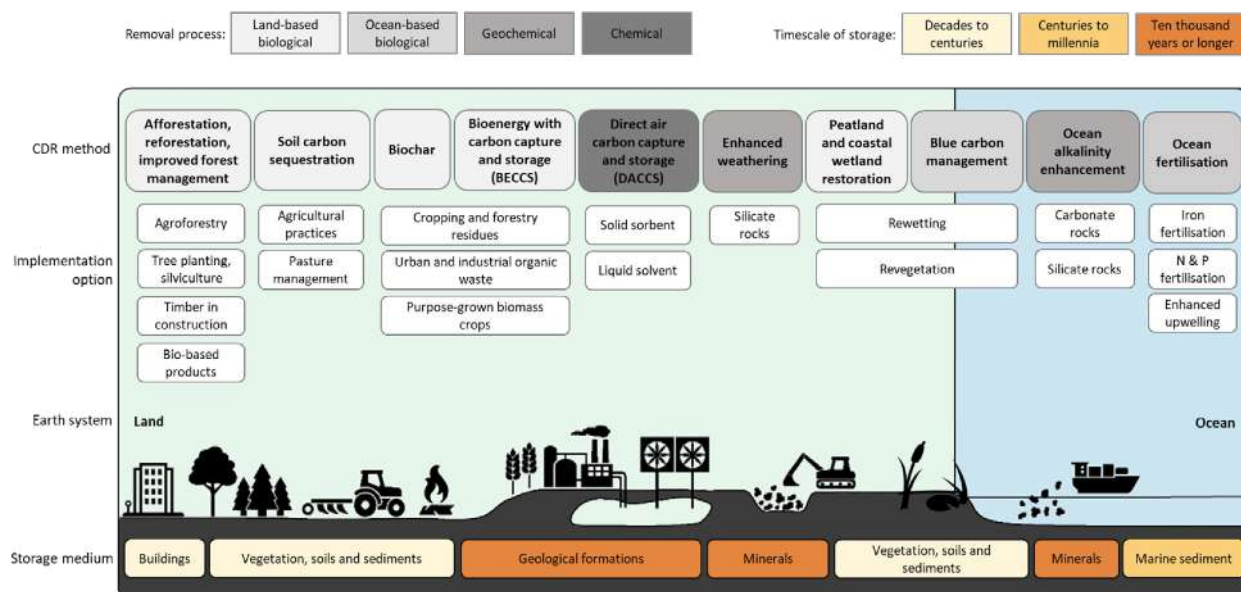 Removal process:
Land-based
biological
Ocean-based
biological
Geochemical
Chemical
Timescale of storage:
Decades to
centuries
Centuries to
millennia
Ten thousand
years or longer
CDR method
Afforestation,
reforestation,
improved forest
management
Soil carbon
sequestration
Biochar
Bioenergy with
carbon capture
and storage
(BECCS)
Direct air
carbon capture
and storage
(DACCS)
Enhanced
weathering
Peatland
and coastal
wetland
restoration
Blue carbon
management
Ocean
alkalinity
enhancement
Ocean
fertilisation
Implementation
option
Agroforestry
Tree planting,
silviculture
Timber in
construction
Bio-based
products
Agricultural
practices
Pasture
management
Cropping and forestry
residues
Urban and industrial organic
waste
Purpose-grown biomass
crops
Solid sorbent
Liquid solvent
Silicate
rocks
Rewetting
Revegetation
Carbonate
rocks
Silicate rocks
Iron
fertilisation
N & P
fertilisation
Enhanced
upwelling
Earth system
Land
Ocean
Storage medium
Buildings
Vegetation, soils and sediments
Geological formations
Minerals
Vegetation, soils and
sediments
Minerals
Marine sediment